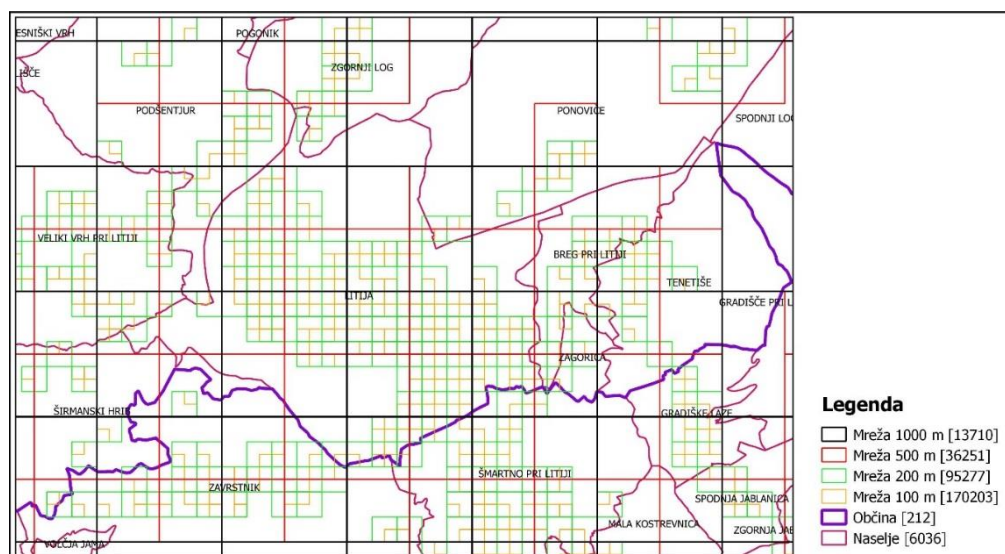 ESNIŠKI VRH
POGONIK
LIŠČE
ZGORNJI LOG
PODŠENTJUR
PONOVIČE
SPODNJI LOG
VELIKI VRH PRI LITIJI
BREG PRI LITIJI
TENETIŠE
LITIJA
GRADIŠČE PRI L
ZAGORICA
ŠIRMANSKI HRIB
GRADIŠKE LAZE
ZAVRSTNIK
ŠMARTNO PRI LITIJI
SPODNJA JABLANICA
MALA KOSTREVNICA
ZGORNJA JAB
VOLČJA JAMA
Legenda
Mreža 1000 m [13710]
Mreža 500 m [36251]
Mreža 200 m [95277]
Mreža 100 m [170203]
Občina [212]
Naselje [6036]